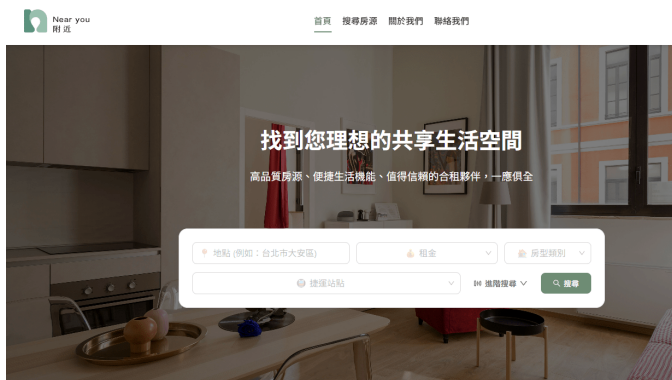 Near you
附近
首頁 搜尋房源 關於我們 聯絡我們
找到您理想的共享生活空間
高品質房源、便捷生活機能、值得信賴的合租夥伴，一應俱全
地點 (例如：台北市大安區) 租金 房型類別
捷運站點 進階搜尋 搜尋